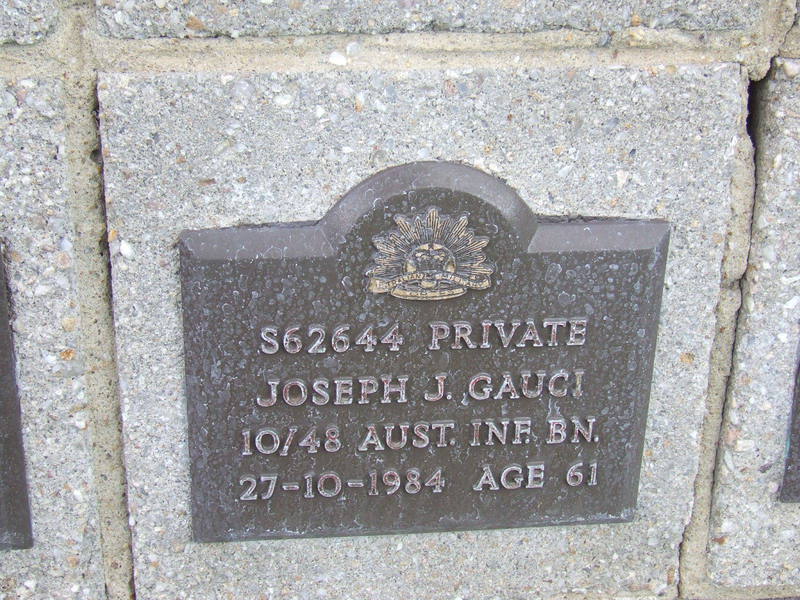 S62644 PRIVATE
JOSEPH J. GAUCI
10/48 AUST. INF. BN.
27-10-1984 AGE 61